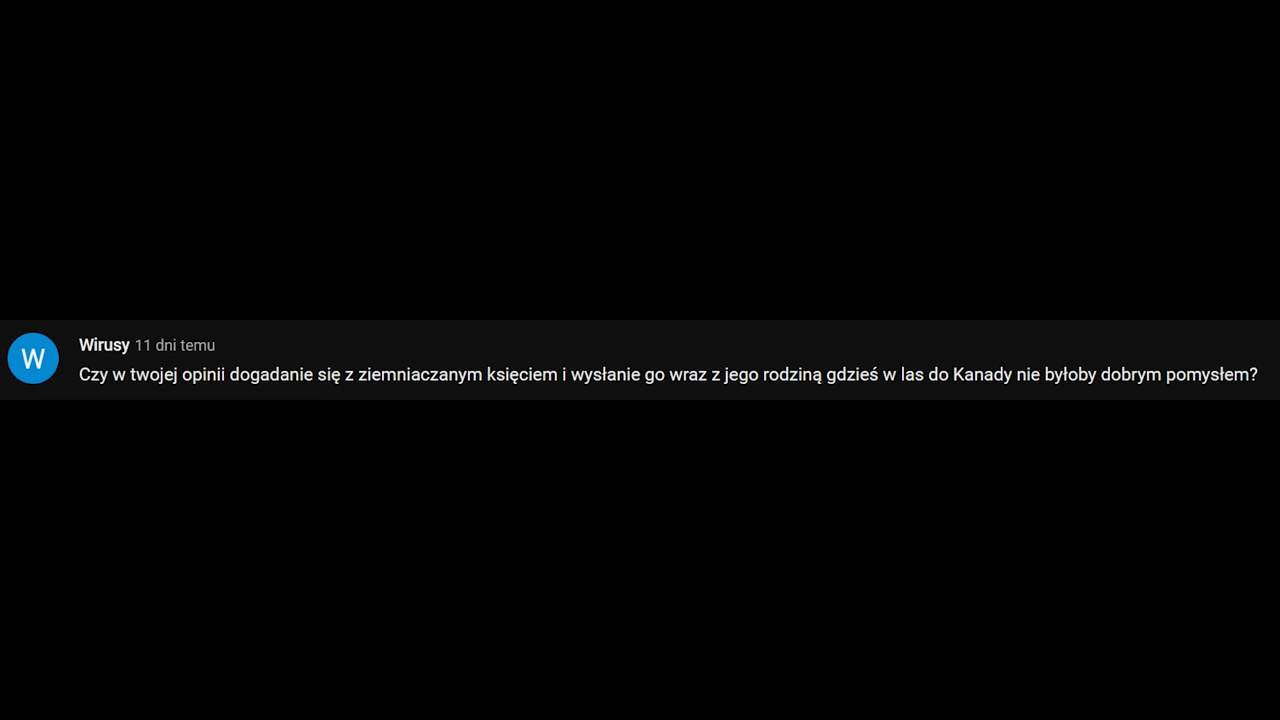 W
Wirusy 11 dni temu
Czy w twojej opinii dogadanie się z ziemniaczanym księciem i wysłanie go wraz z jego rodziną gdzieś w las do Kanady nie byłoby dobrym pomysłem?